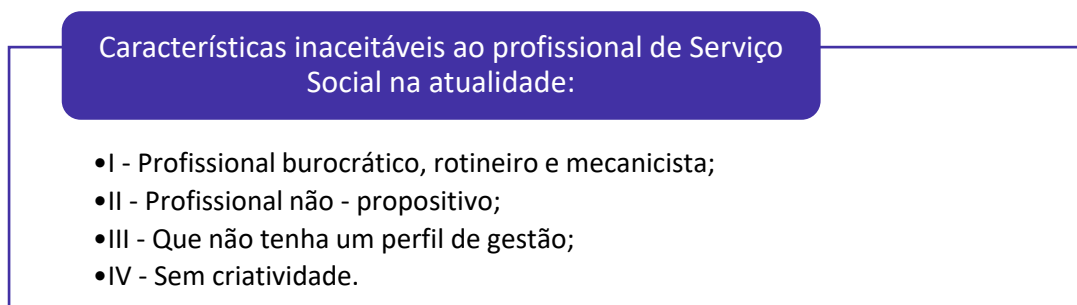 Características inaceitáveis ao profissional de Serviço
Social na atualidade:
•I - Profissional burocrático, rotineiro e mecanicista;
•II - Profissional não - propositivo;
•III - Que não tenha um perfil de gestão;
•IV - Sem criatividade.